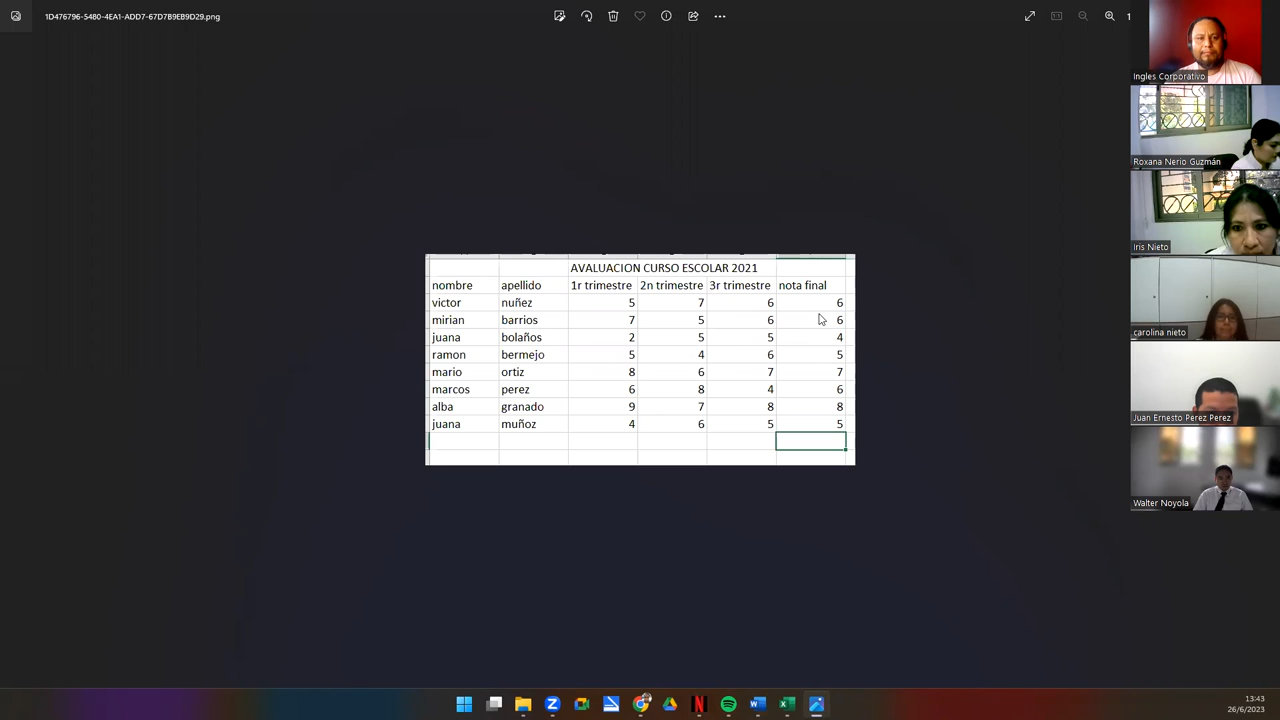 1D476796-5480-4EA1-ADD7-67D7B9EB9D29.png
1
AVALUACION CURSO ESCOLAR 2021
nombre apellido 1r trimestre 2n trimestre 3r trimestre nota final
victor nuñez 5 7 6 6
mirian barrios 7 5 6 6
juana bolaños 2 5 5 4
ramon bermejo 5 4 6 5
mario ortiz 8 6 7 7
marcos perez 6 8 4 6
alba granado 9 7 8 8
juana muñoz 4 6 5 5
Ingles Corporativo
Roxana Nerio Guzmán
Iris Nieto
carolina nieto
Juan Ernesto Perez Perez
Walter Noyola
13:43
26/6/2023